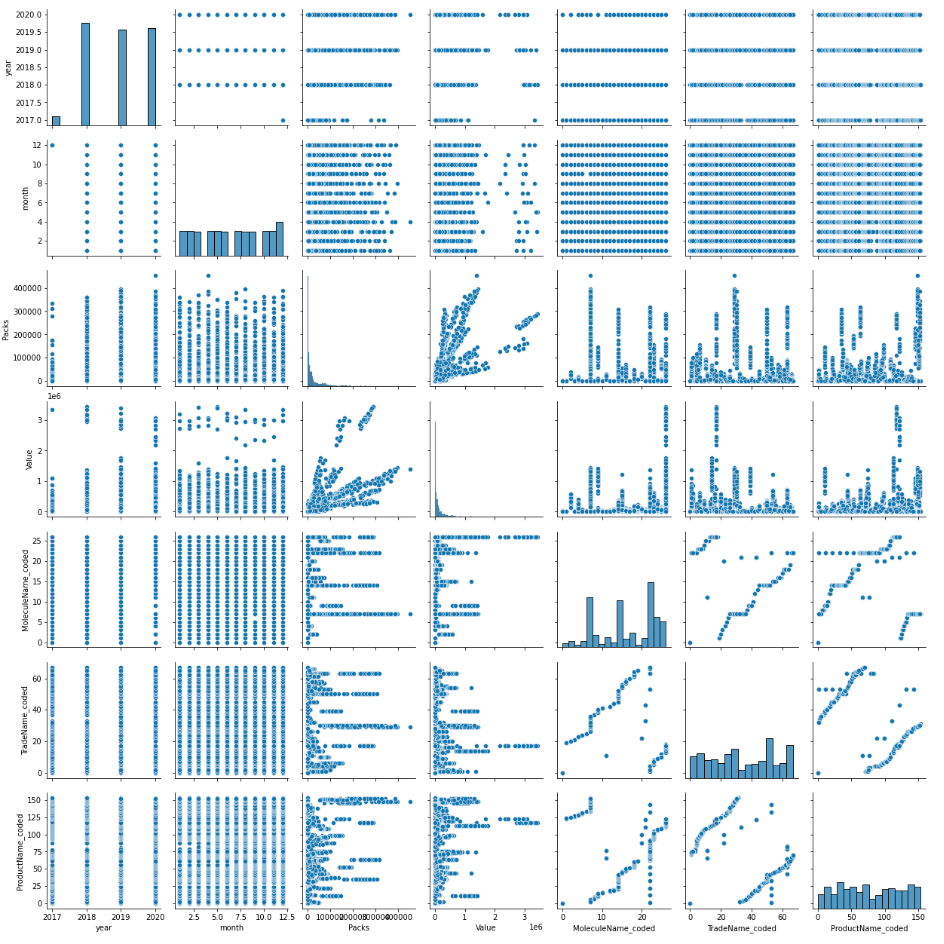 2020.0
2019.5
2019.0
2018.5
2018.0
2017.5
2017.0
year
12
10
8
6
4
2
month
400000
300000
200000
100000
0
Packs
1e6
3
2
1
0
Value
25
20
15
10
5
0
MoleculeName_coded
60
40
20
0
TradeName_coded
150
125
100
75
50
25
0
ProductName_coded
2017 2018 2019 2020
2.5 5.0 7.5 10.0 12.5
0 100000 200000 300000 400000
0 1 2 3
1e6
0 10 20
0 20 40 60
0 50 100 150
year month Packs Value MoleculeName_coded TradeName_coded ProductName_coded